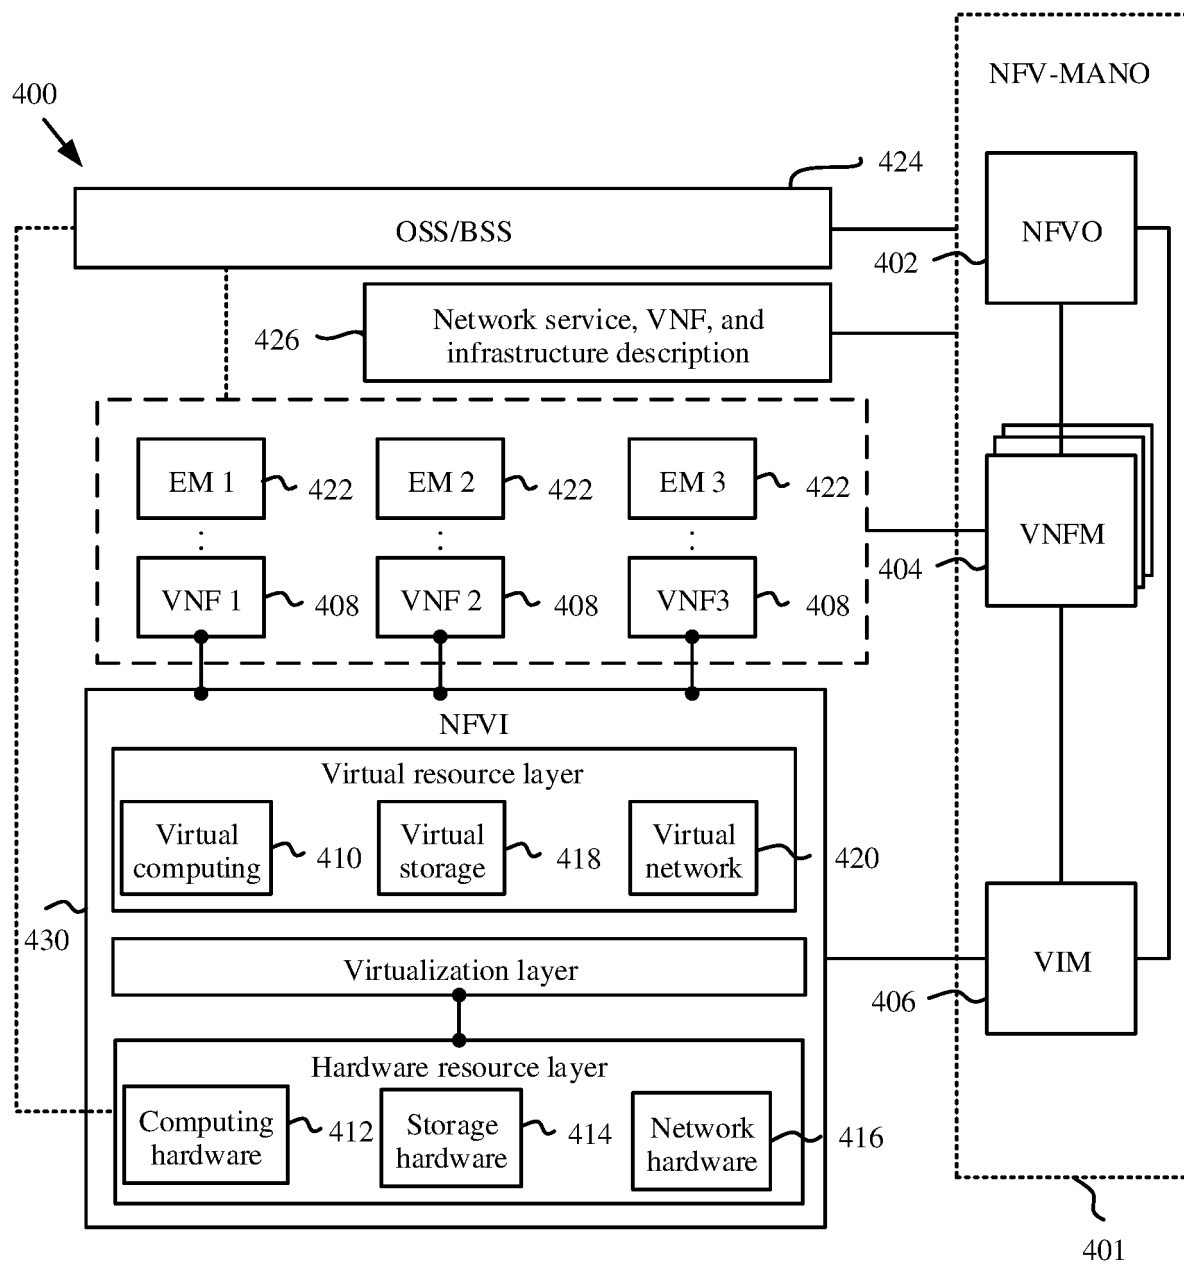 NFV-MANO
400
424
OSS/BSS
NFVO
402
426
Network service, VNF, and
infrastructure description
EM 1
422
EM 2
422
EM 3
422
VNFM
404
VNF 1
408
VNF 2
408
VNF3
408
NFVI
Virtual resource layer
Virtual
computing
410
Virtual
storage
418
Virtual
network
420
430
Virtualization layer
VIM
406
Hardware resource layer
Computing
hardware
412
Storage
hardware
414
Network
hardware
416
401